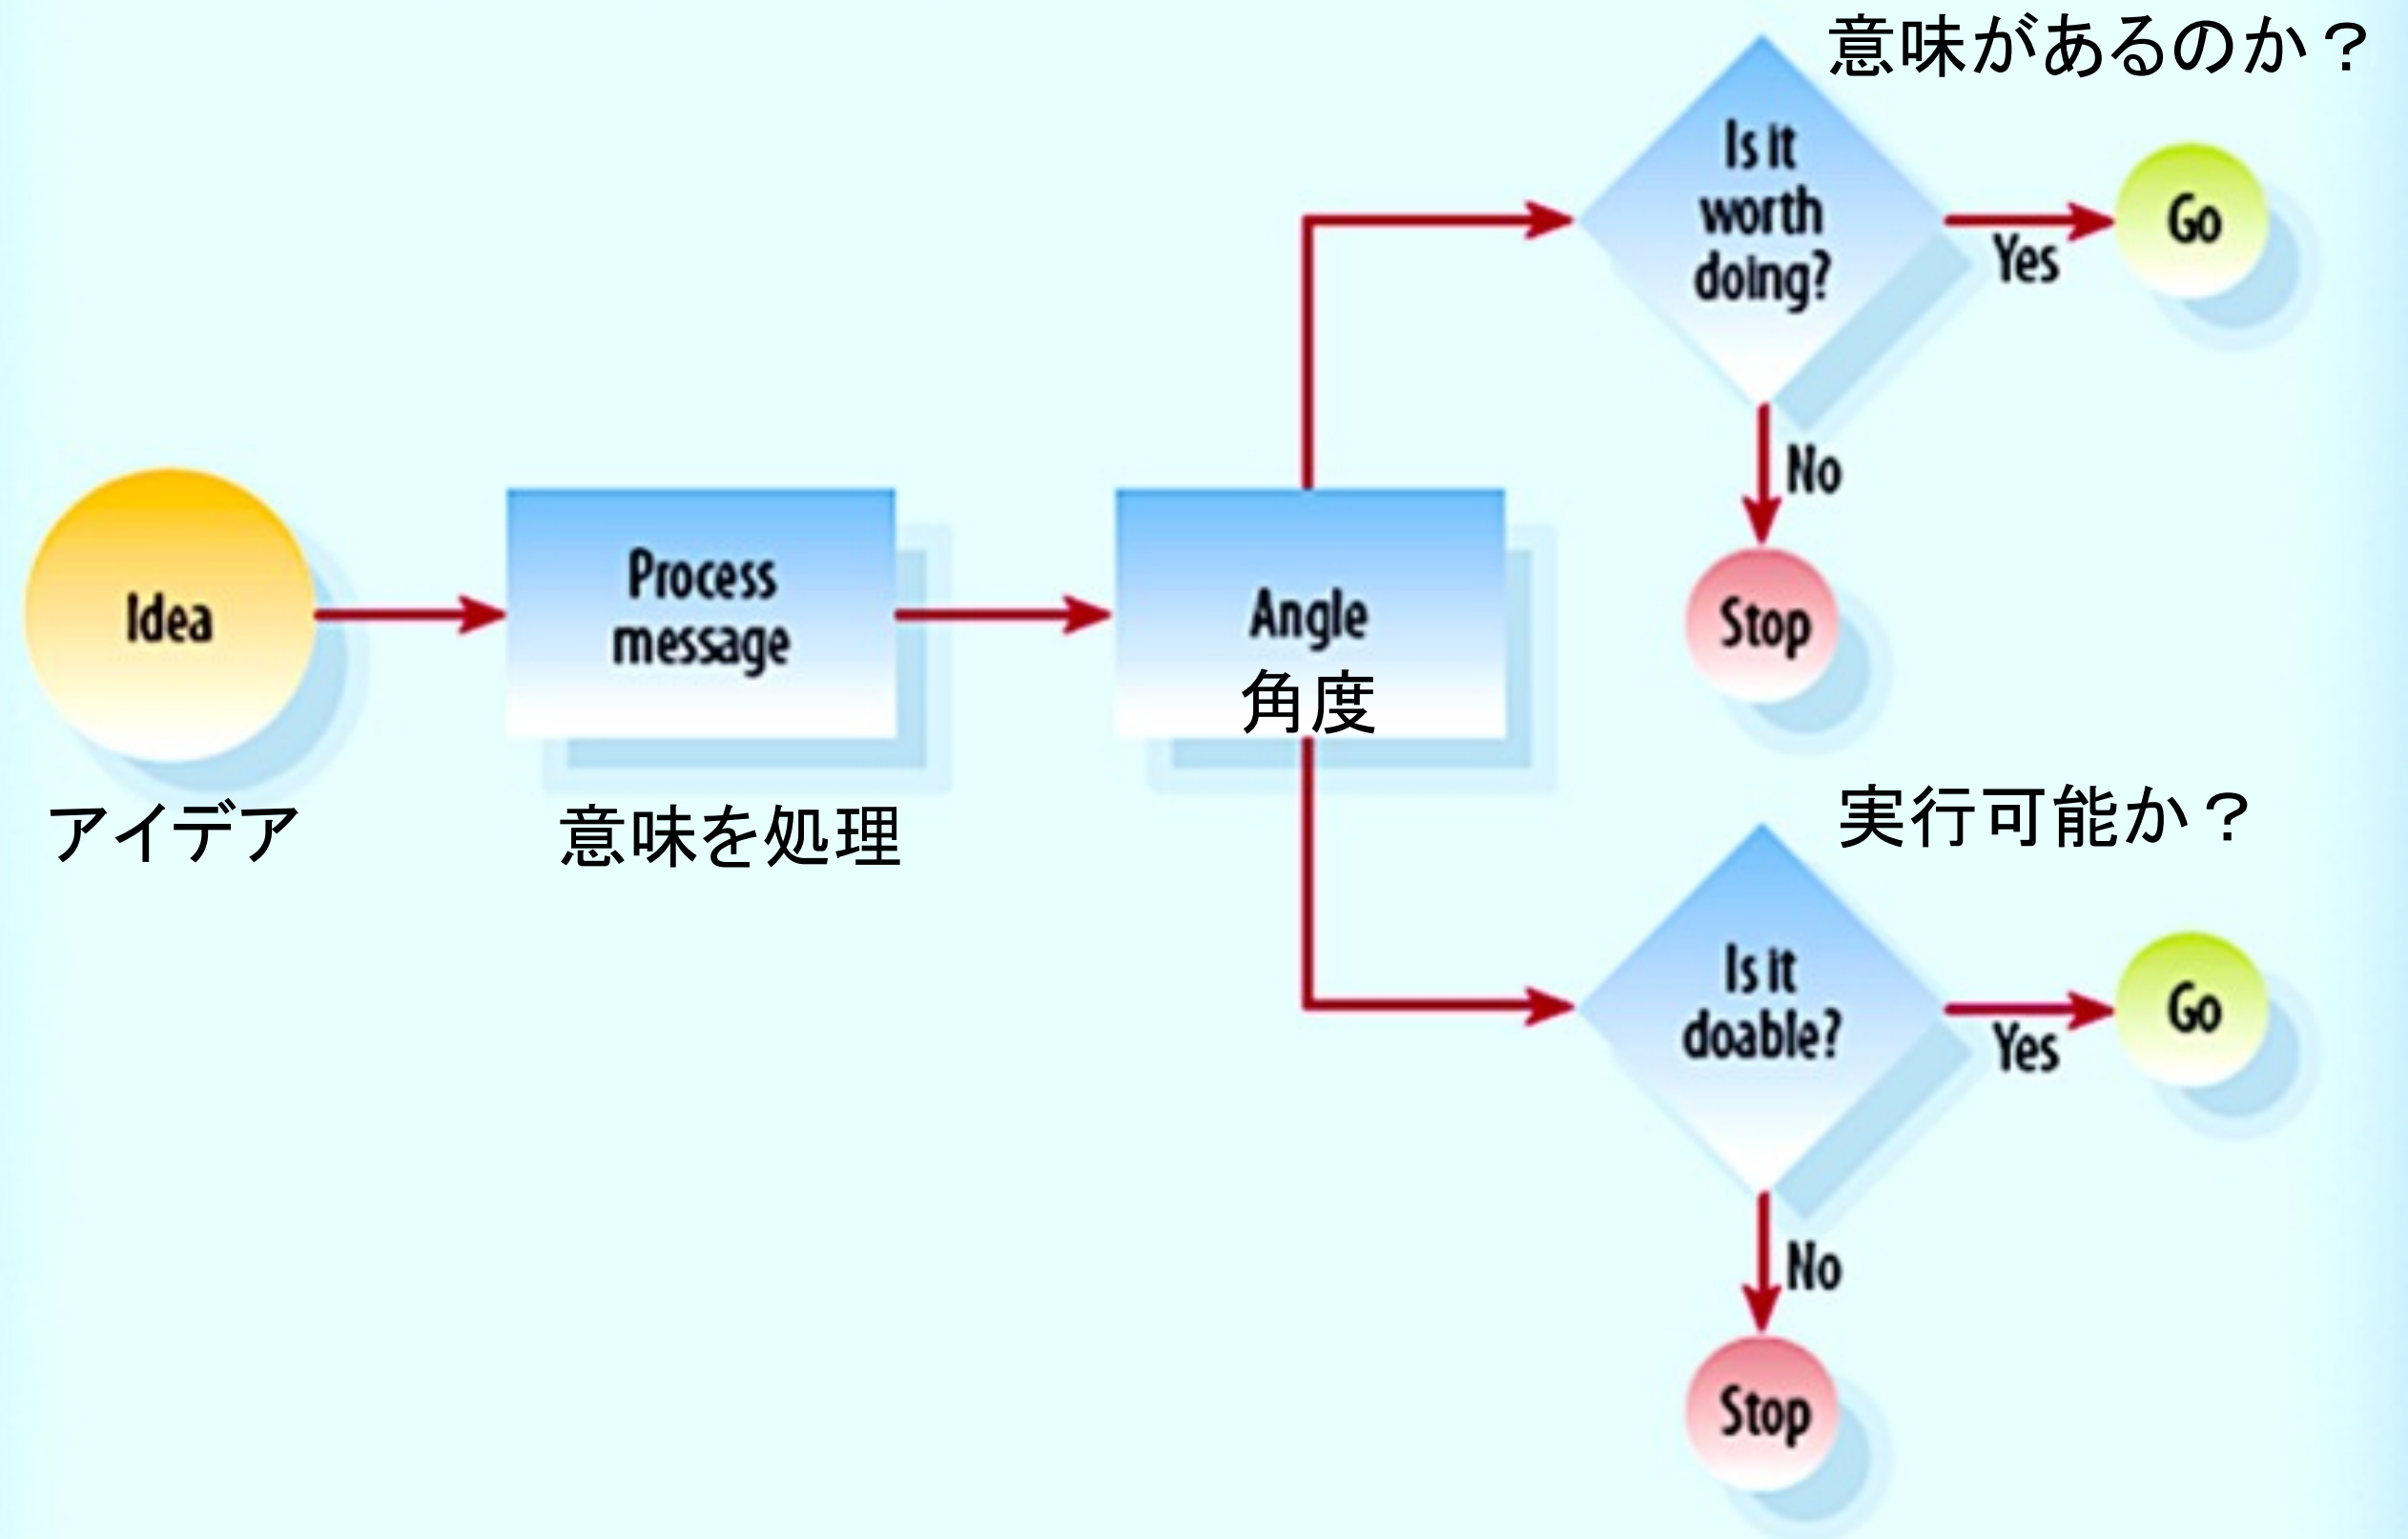 意味があるのか？
Is it
worth
doing?
Yes
Go
No
Stop
Idea
アイデア
Process
message
意味を処理
Angle
角度
実行可能か？
Is it
doable?
Yes
Go
No
Stop